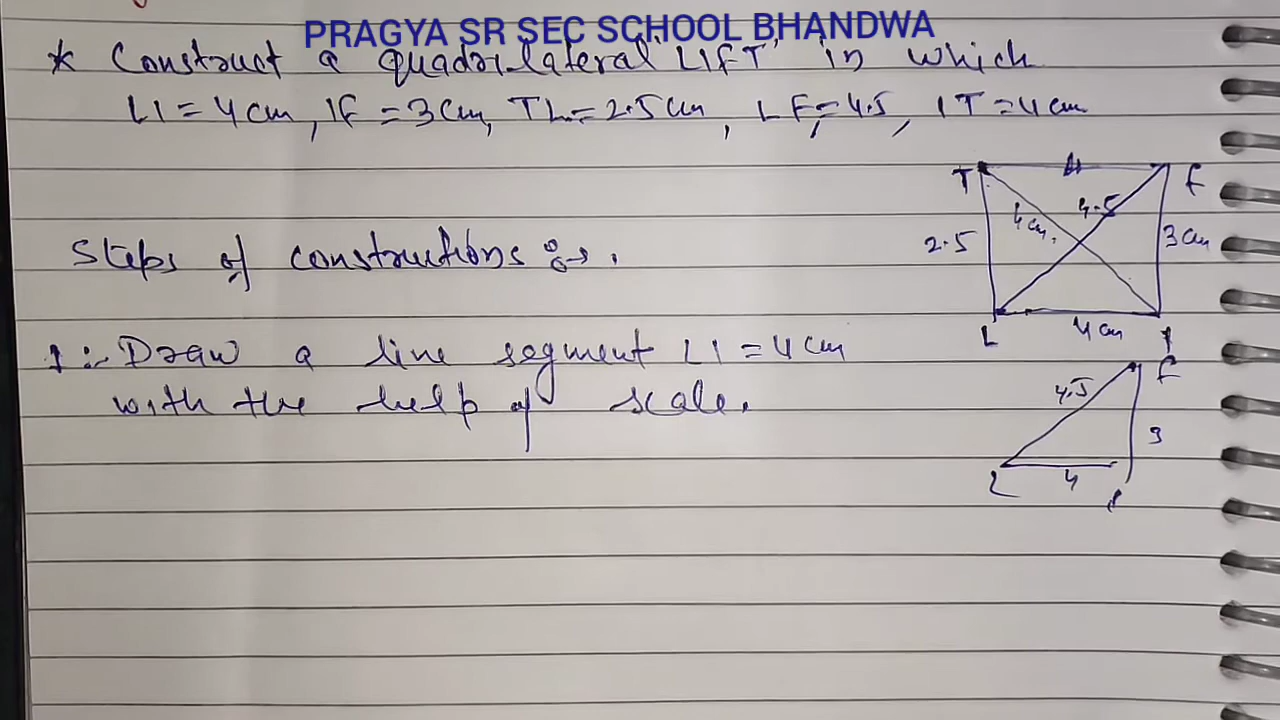 PRAGYA SR SEC SCHOOL BHANDWA
* Construct a quadrilateral "LIFT" in which
LI = 4 cm, IF = 3 cm, TL = 2.5 cm, LF = 4.5, IT = 4 cm
T F
4 cm. 4.5
2.5 3 cm
Steps of constructions :→ .
L 4 cm I
1 :- Draw a line segment LI = 4 cm
with the help of scale.
4.5 F
3
L 4 I